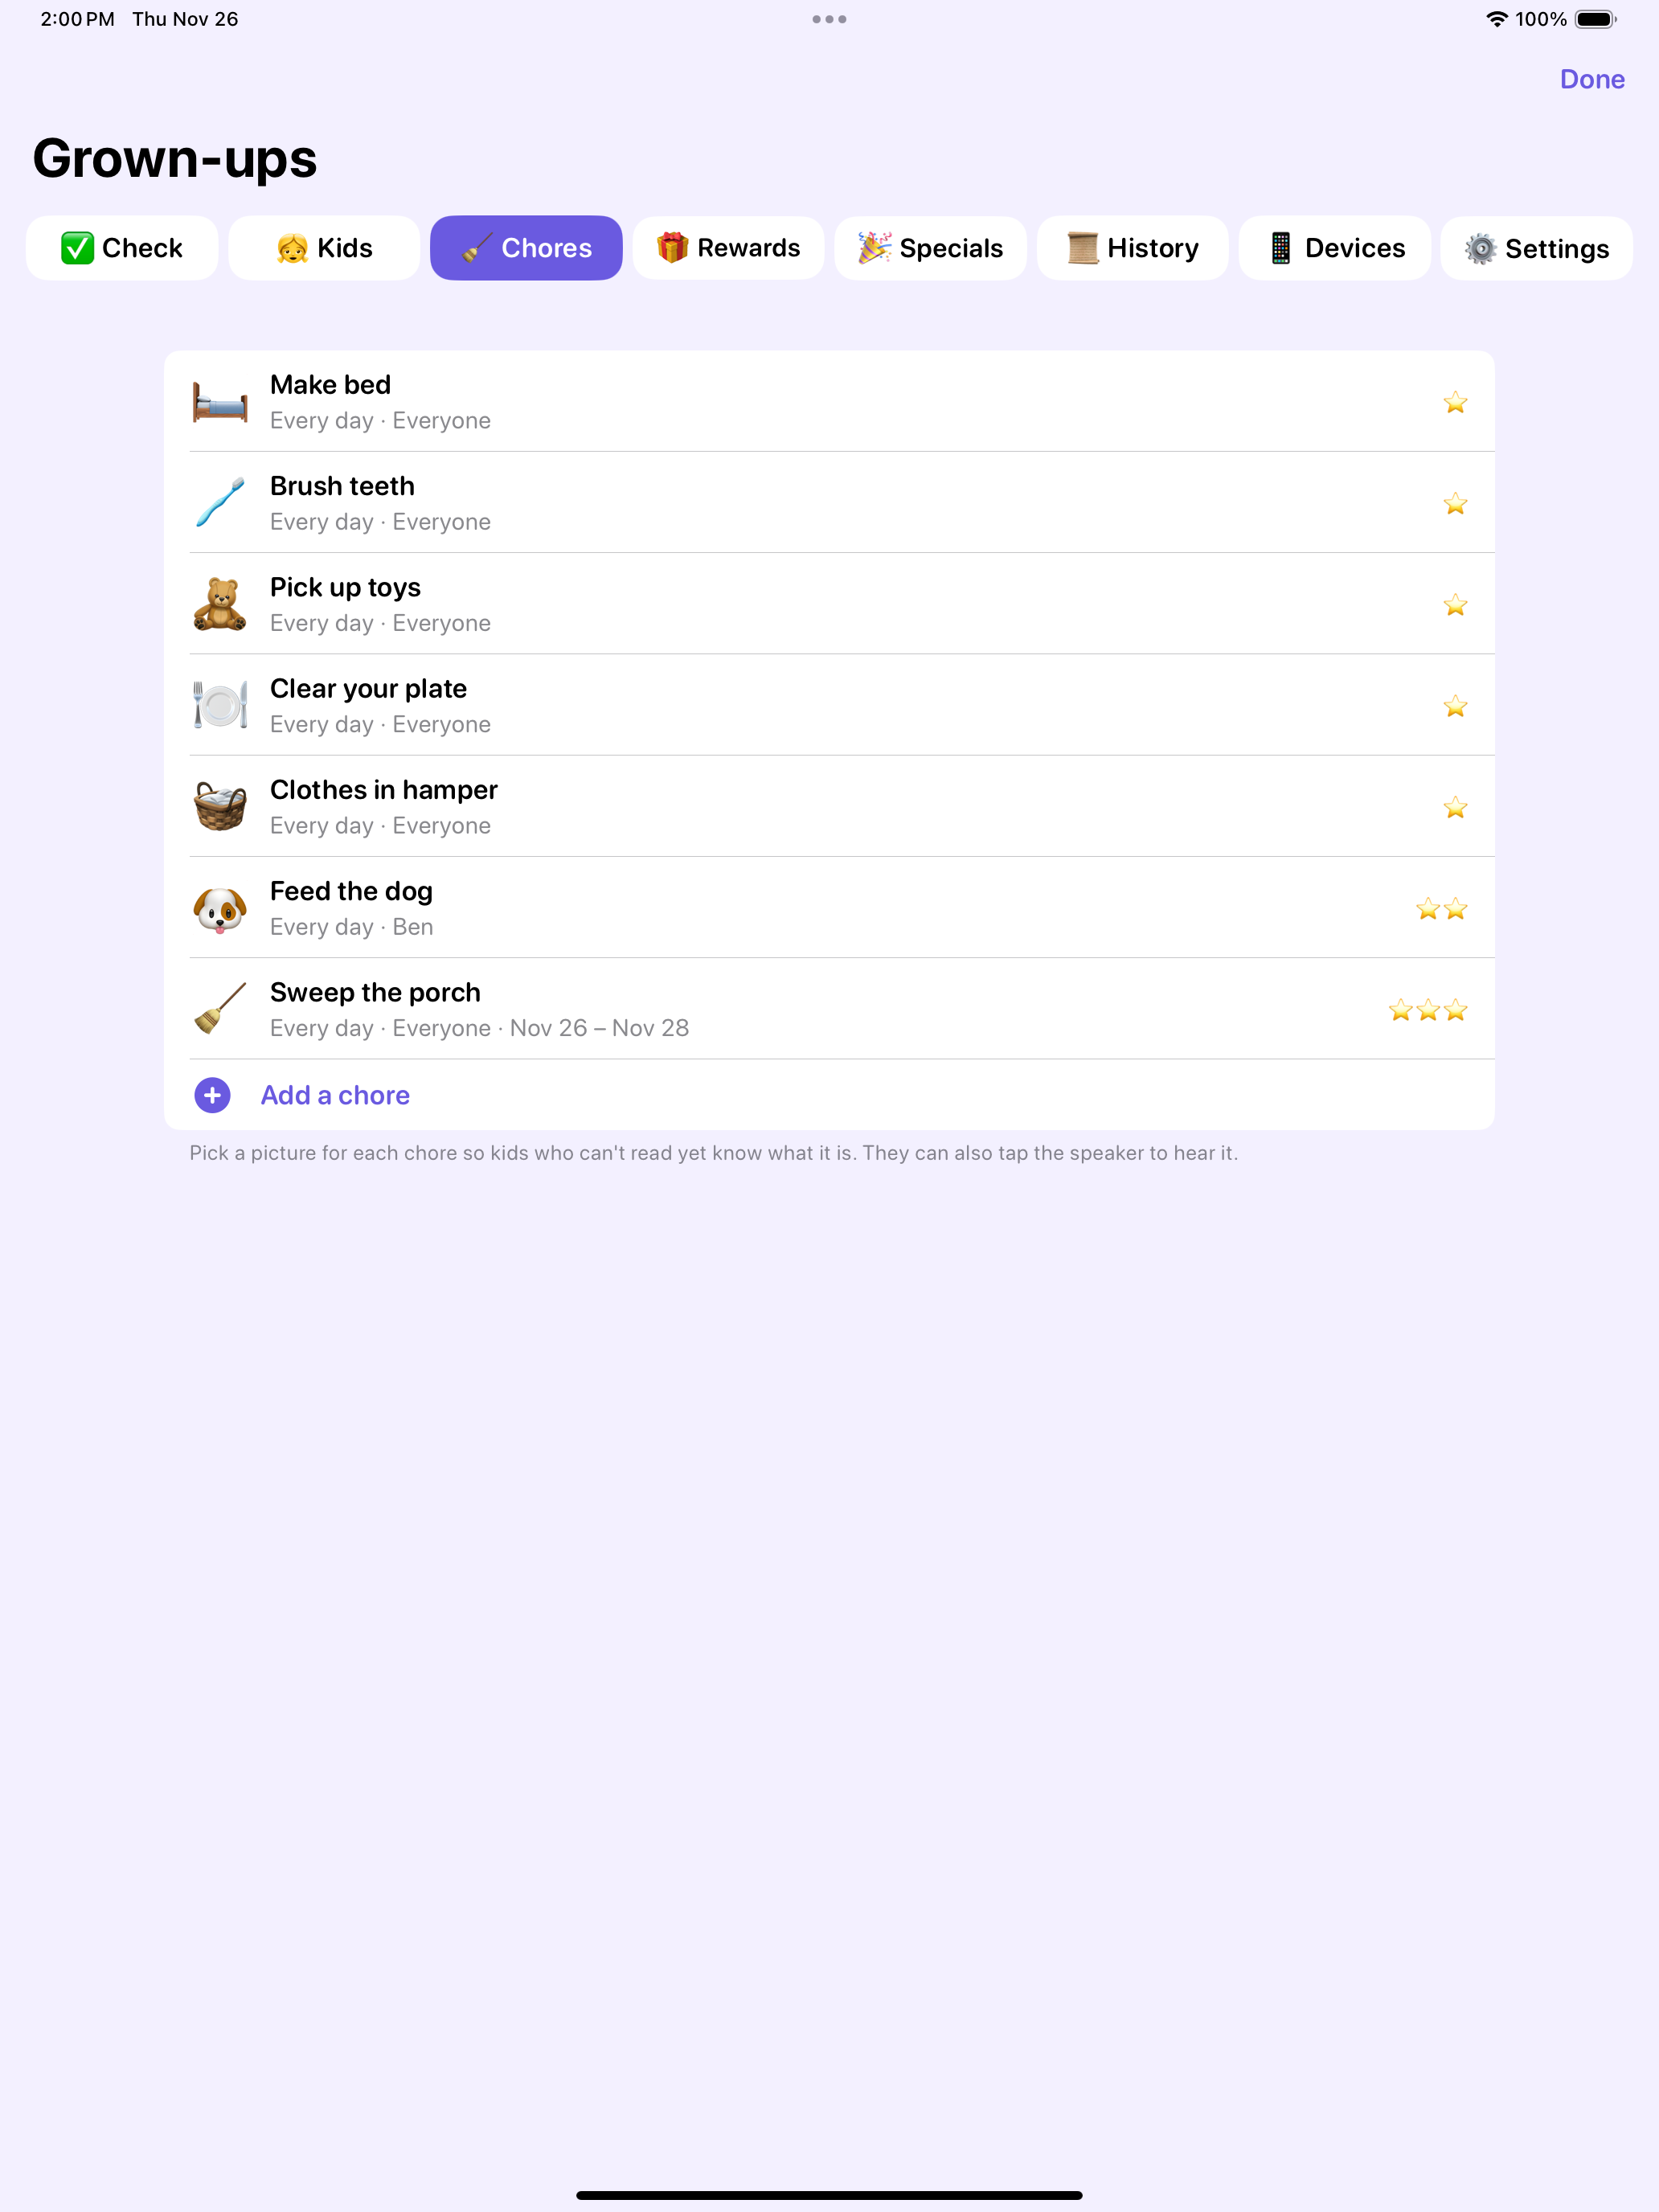 2:00 PM Thu Nov 26
100%
Done
Grown-ups
Check
Kids
Chores
Rewards
Specials
History
Devices
Settings
Make bed
Every day · Everyone
Brush teeth
Every day · Everyone
Pick up toys
Every day · Everyone
Clear your plate
Every day · Everyone
Clothes in hamper
Every day · Everyone
Feed the dog
Every day · Ben
Sweep the porch
Every day · Everyone · Nov 26 – Nov 28
Add a chore
Pick a picture for each chore so kids who can't read yet know what it is. They can also tap the speaker to hear it.